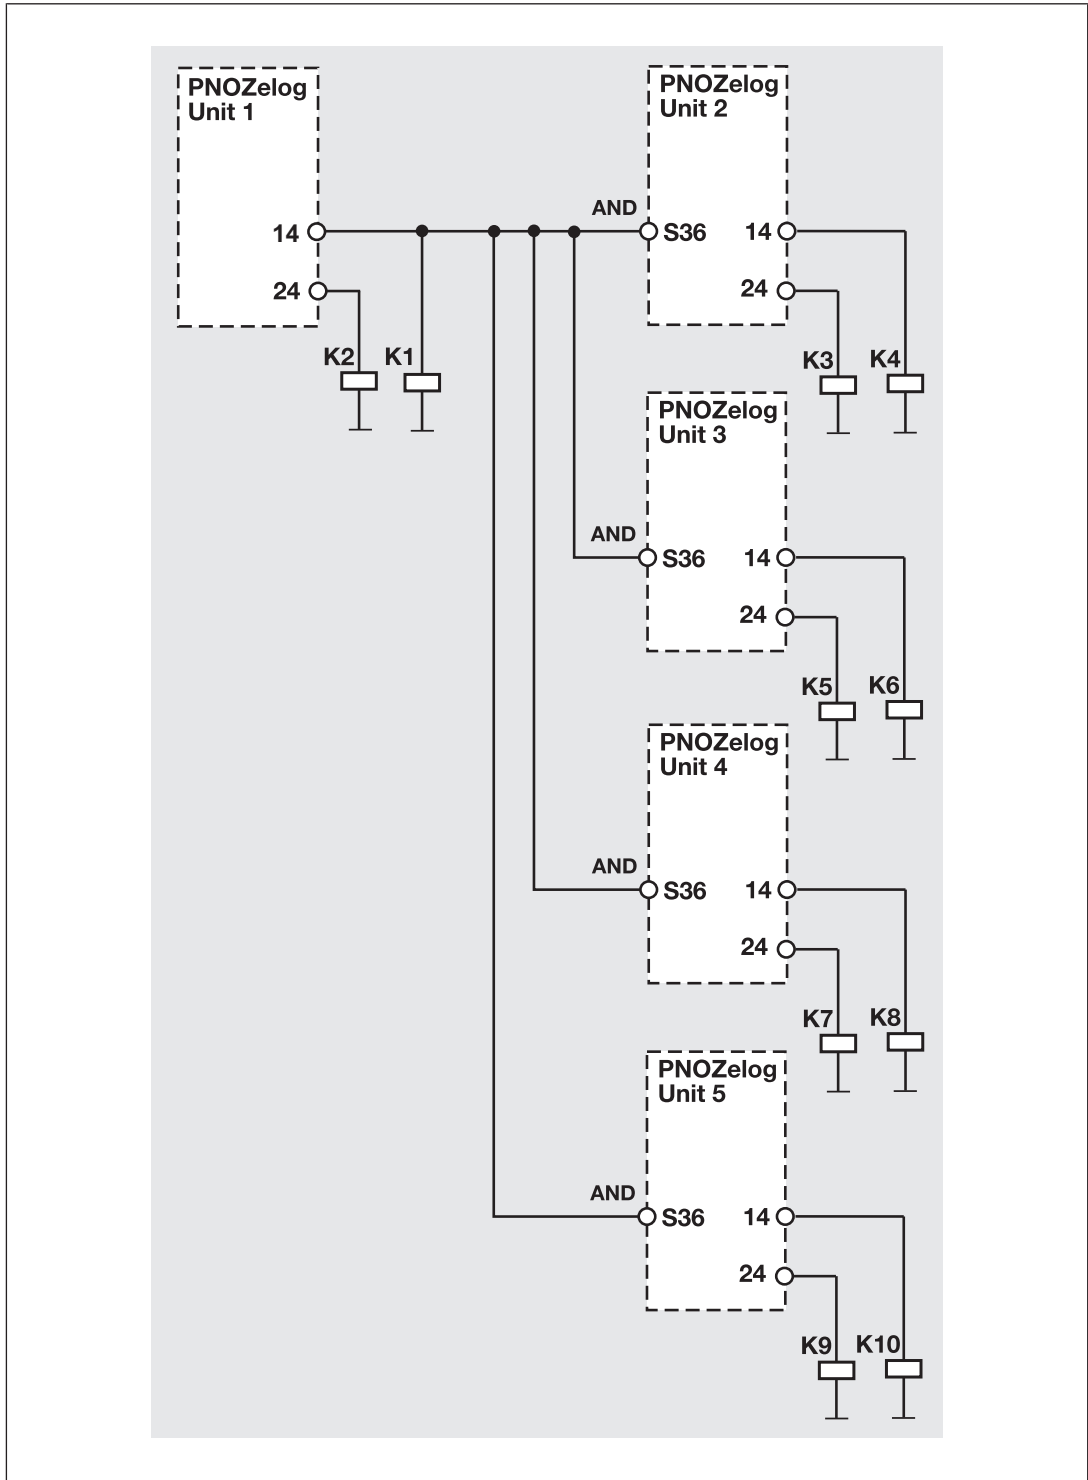 PNOZelog
Unit 1
14
24
K2
K1
PNOZelog
Unit 2
AND
S36
14
24
K3
K4
PNOZelog
Unit 3
AND
S36
14
24
K5
K6
PNOZelog
Unit 4
AND
S36
14
24
K7
K8
PNOZelog
Unit 5
AND
S36
14
24
K9
K10